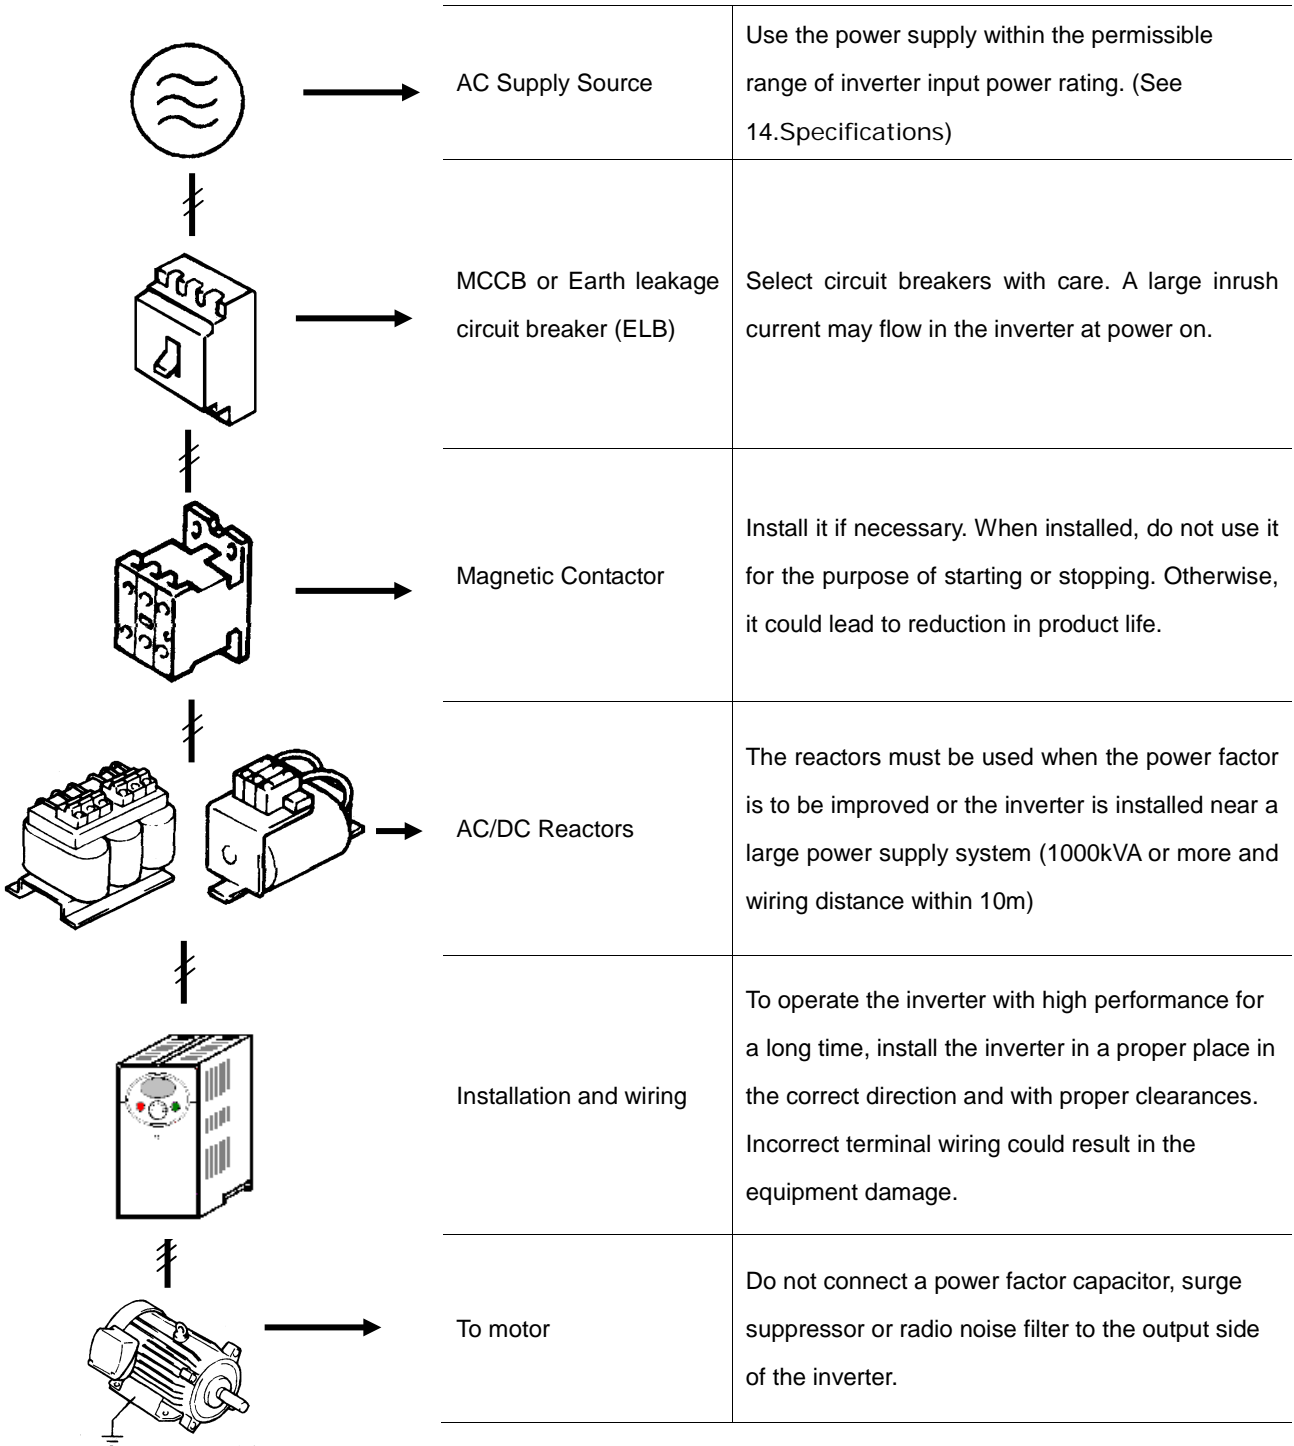 AC Supply Source
Use the power supply within the permissible
range of inverter input power rating. (See
14.Specifications)
MCCB or Earth leakage
circuit breaker (ELB)
Select circuit breakers with care. A large inrush
current may flow in the inverter at power on.
Magnetic Contactor
Install it if necessary. When installed, do not use it
for the purpose of starting or stopping. Otherwise,
it could lead to reduction in product life.
AC/DC Reactors
The reactors must be used when the power factor
is to be improved or the inverter is installed near a
large power supply system (1000kVA or more and
wiring distance within 10m)
Installation and wiring
To operate the inverter with high performance for
a long time, install the inverter in a proper place in
the correct direction and with proper clearances.
Incorrect terminal wiring could result in the
equipment damage.
To motor
Do not connect a power factor capacitor, surge
suppressor or radio noise filter to the output side
of the inverter.